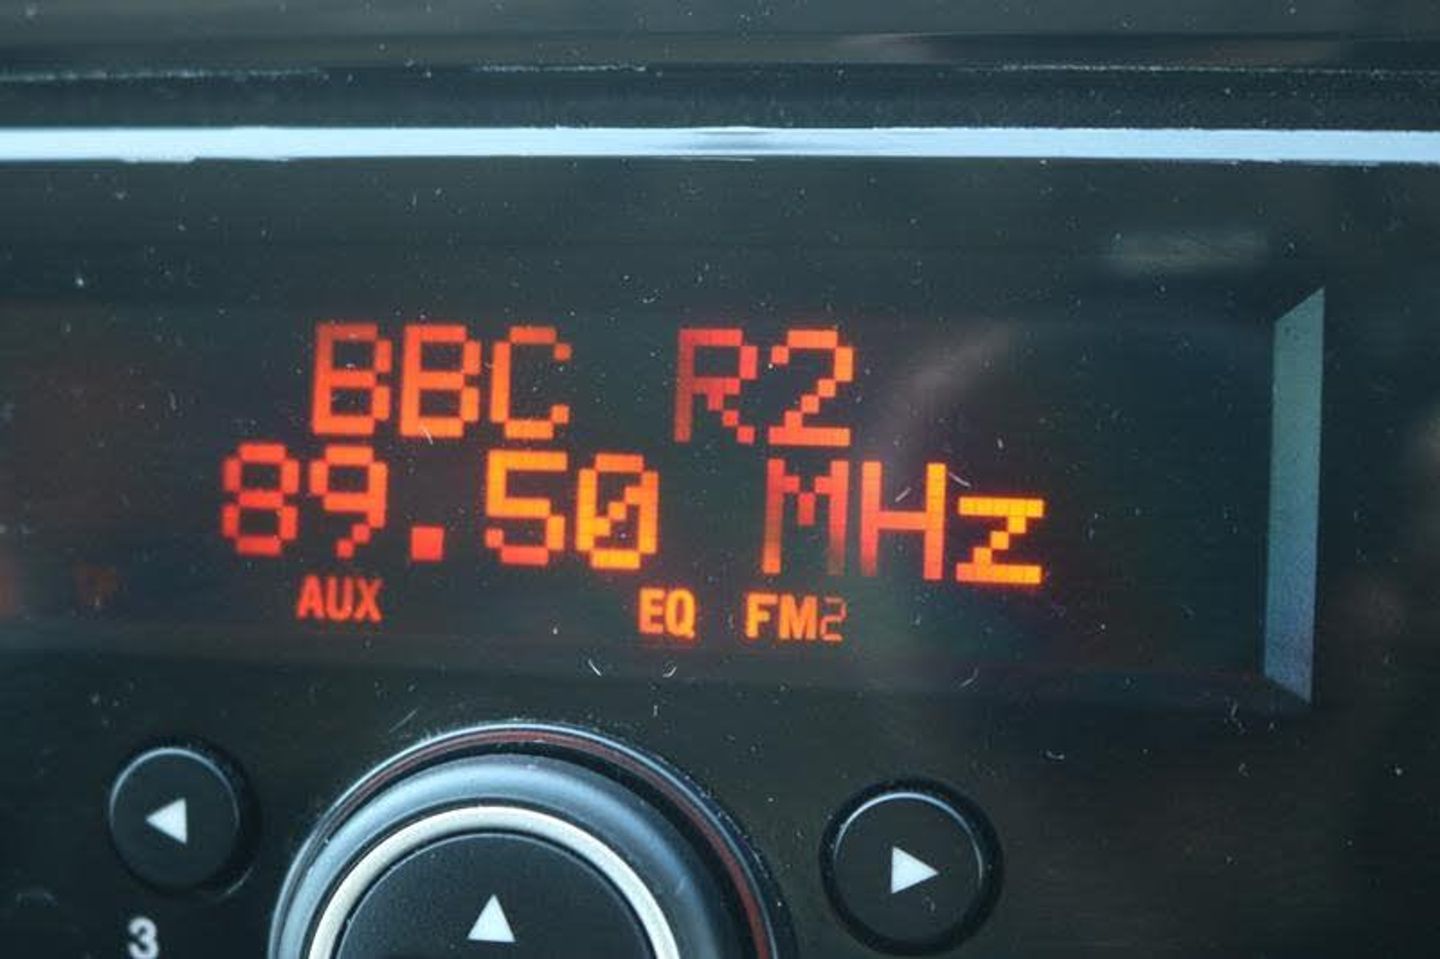 BBC R2
89.50 MHz
AUX EQ FM2
3